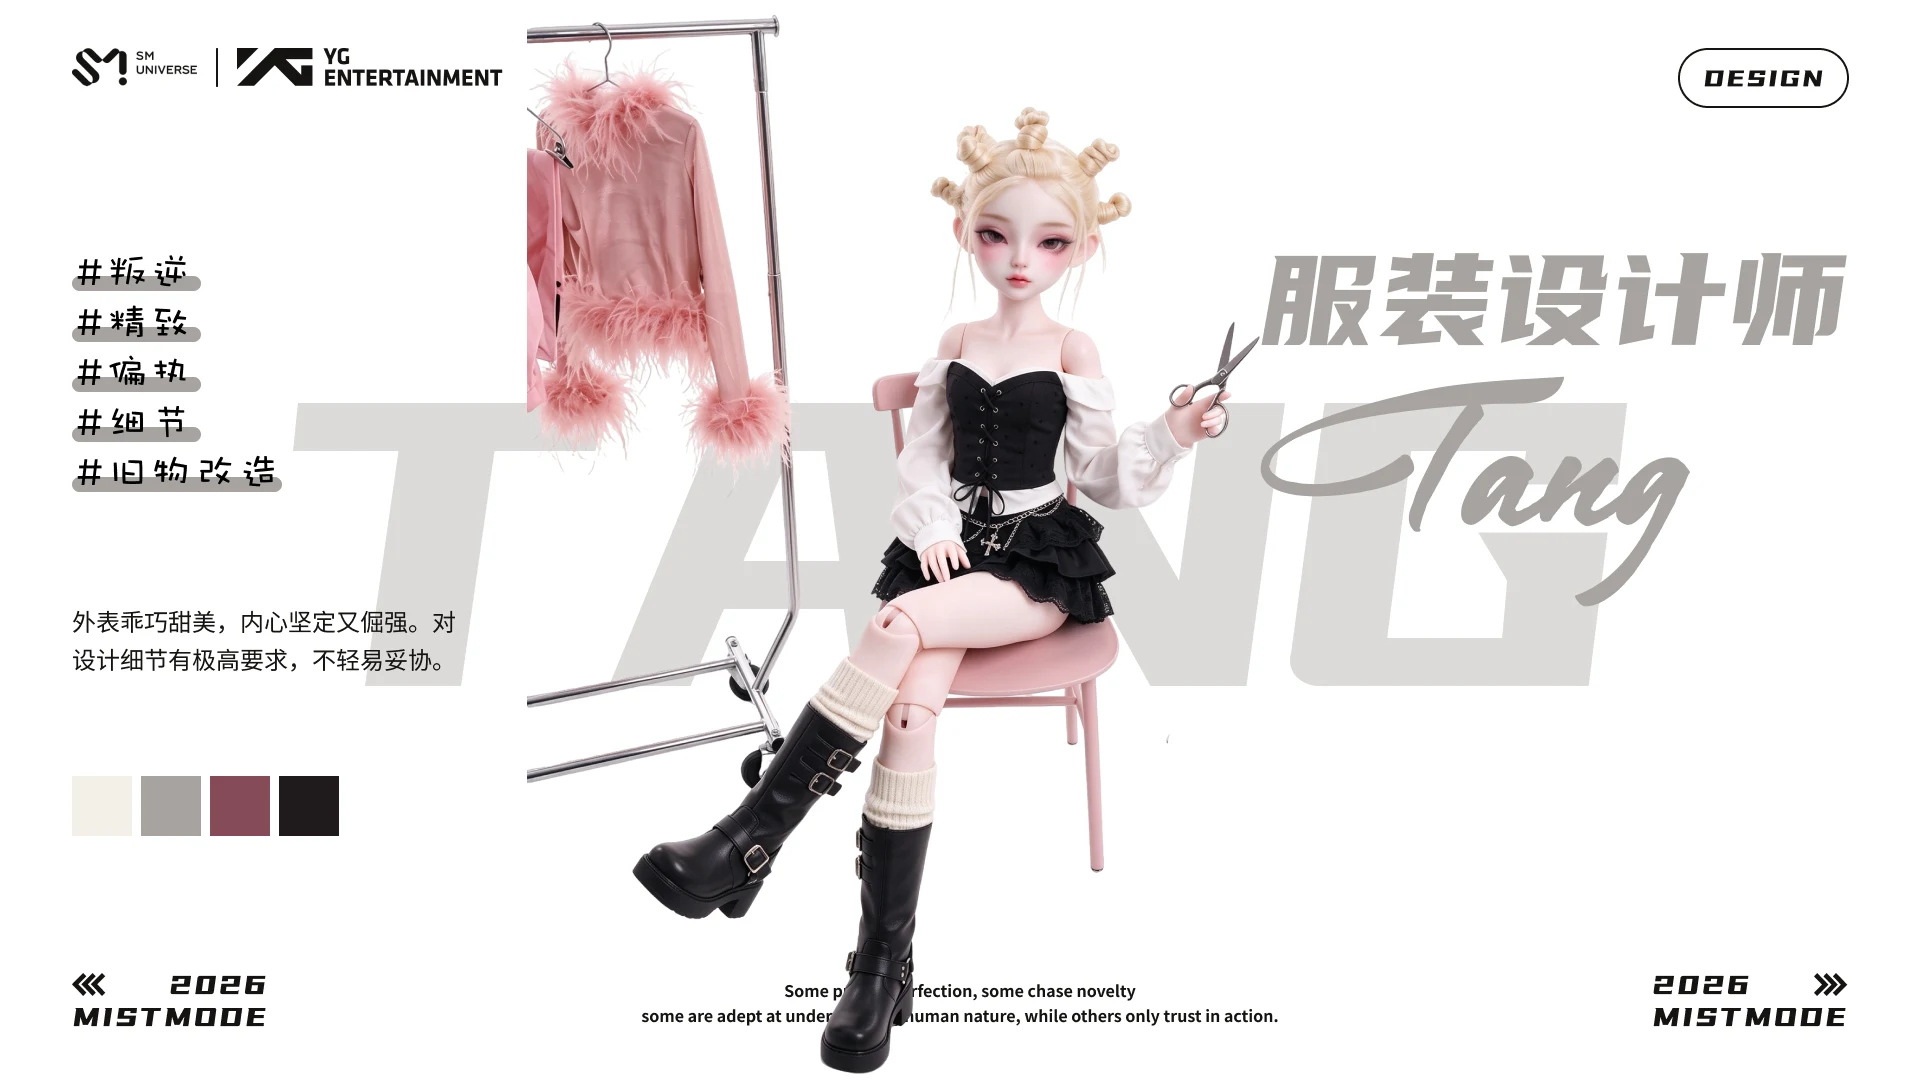 SM
UNIVERSE
YG
ENTERTAINMENT
DESIGN
#叛逆
#精致
#偏执
#细节
#旧物改造
服装设计师
Tang
TANG
外表乖巧甜美，内心坚定又倔强。对
设计细节有极高要求，不轻易妥协。
2026
MISTMODE
Some p rfection, some chase novelty
some are adept at under human nature, while others only trust in action.
2026
MISTMODE